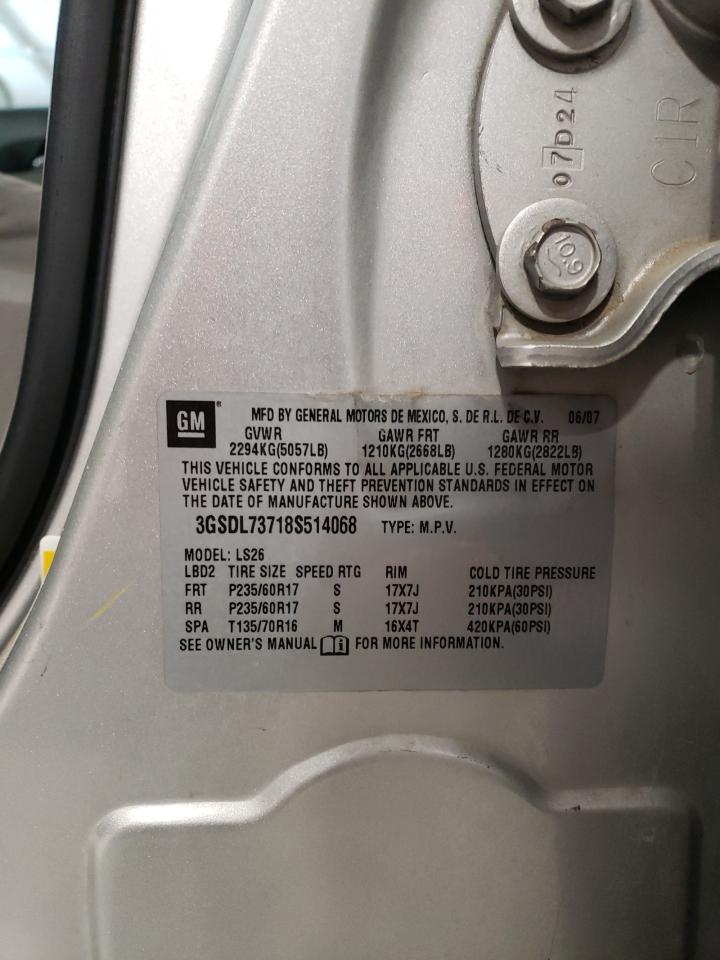 07D24
C1R
10.9
GM ® MFD BY GENERAL MOTORS DE MEXICO, S. DE R.L. DE C.V. 06/07
GVWR GAWR FRT GAWR RR
2294KG(5057LB) 1210KG(2668LB) 1280KG(2822LB)
THIS VEHICLE CONFORMS TO ALL APPLICABLE U.S. FEDERAL MOTOR
VEHICLE SAFETY AND THEFT PREVENTION STANDARDS IN EFFECT ON
THE DATE OF MANUFACTURE SHOWN ABOVE.
3GSDL73718S514068 TYPE: M.P.V.
MODEL: LS26
LBD2 TIRE SIZE SPEED RTG RIM COLD TIRE PRESSURE
FRT P235/60R17 S 17X7J 210KPA(30PSI)
RR P235/60R17 S 17X7J 210KPA(30PSI)
SPA T135/70R16 M 16X4T 420KPA(60PSI)
SEE OWNER'S MANUAL i FOR MORE INFORMATION.